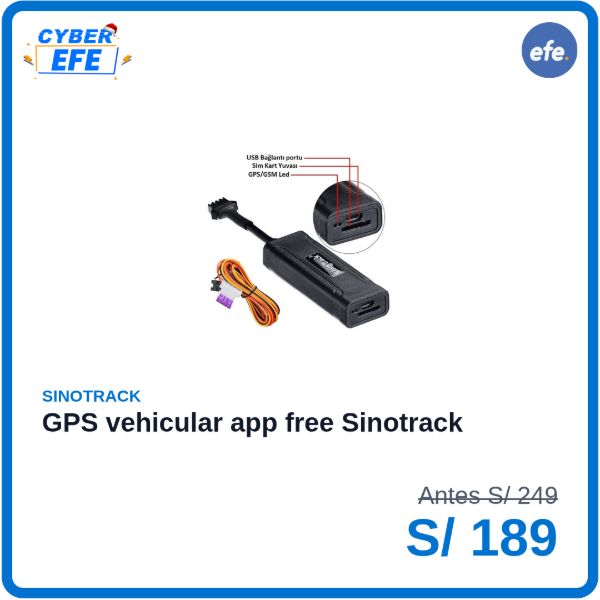 CYBER
EFE
efe.
USB Bağlantı portu
Sim Kart Yuvası
GPS/GSM Led
SINOTRACK
GPS vehicular app free Sinotrack
Antes S/ 249
S/ 189